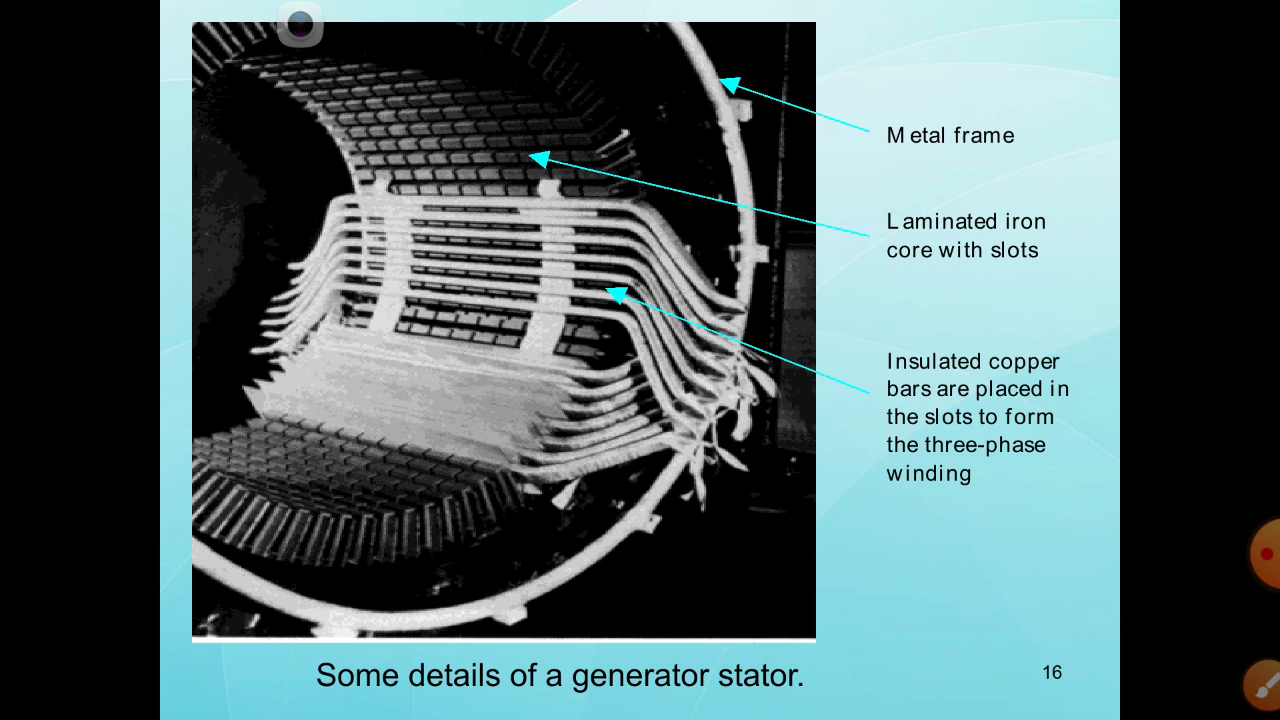 Metal frame
Laminated iron
core with slots
Insulated copper
bars are placed in
the slots to form
the three-phase
winding
Some details of a generator stator.
16